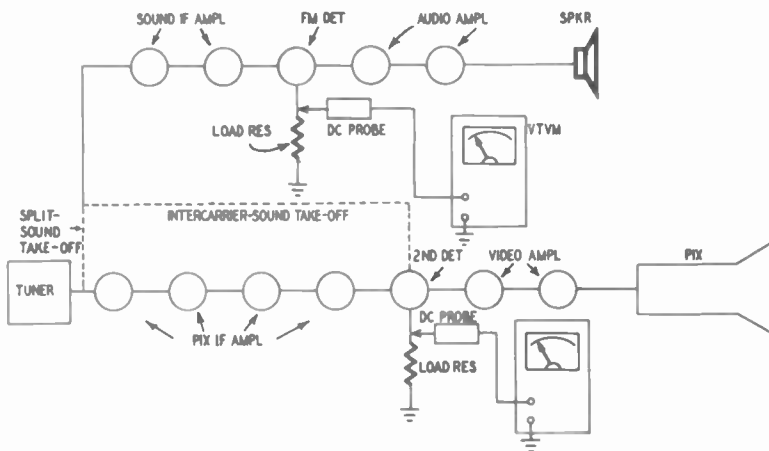 SOUND IF AMPL
FM DET
AUDIO AMPL
SPKR
LOAD RES
DC PROBE
VTVM
SPLIT-
SOUND
TAKE-OFF
INTERCARRIER-SOUND TAKE-OFF
TUNER
2ND DET
VIDEO AMPL
PIX
PIX IF AMPL
DC PROBE
LOAD RES